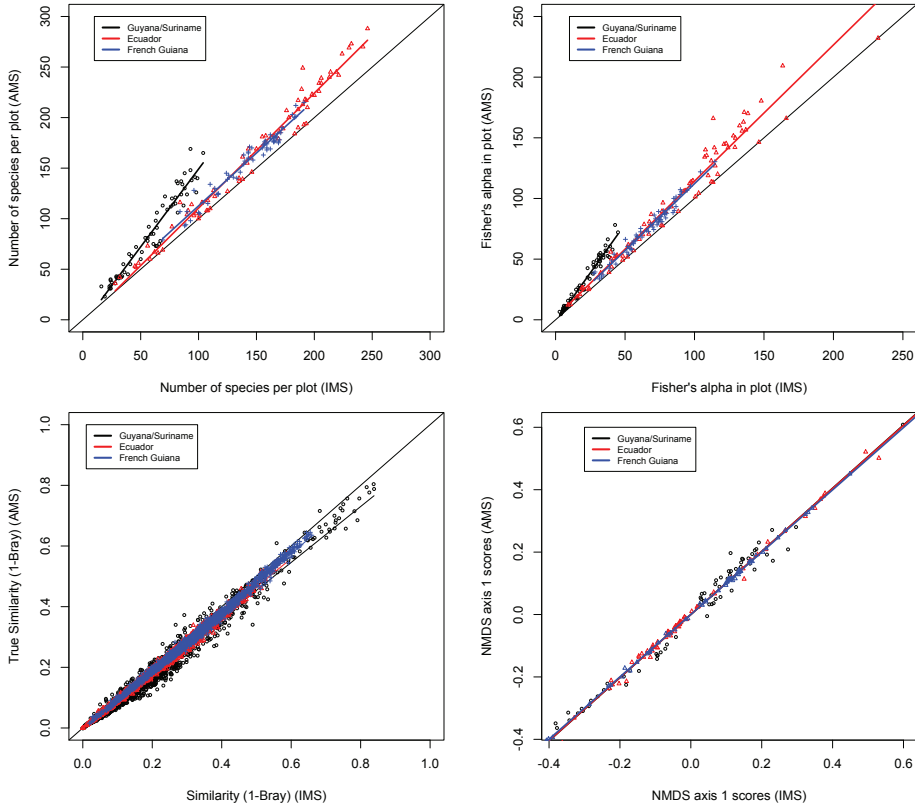 Number of species per plot (AMS)
300
250
200
150
100
50
0
Guyana/Suriname
Ecuador
French Guiana
0 50 100 150 200 250 300
Number of species per plot (IMS)
Fisher's alpha in plot (AMS)
250
200
150
100
50
0
Guyana/Suriname
Ecuador
French Guiana
0 50 100 150 200 250
Fisher's alpha in plot (IMS)
True Similarity (1-Bray) (AMS)
1.0
0.8
0.6
0.4
0.2
0.0
Guyana/Suriname
Ecuador
French Guiana
0.0 0.2 0.4 0.6 0.8 1.0
Similarity (1-Bray) (IMS)
NMDS axis 1 scores (AMS)
0.6
0.4
0.2
0.0
-0.2
-0.4
Guyana/Suriname
Ecuador
French Guiana
-0.4 -0.2 0.0 0.2 0.4 0.6
NMDS axis 1 scores (IMS)